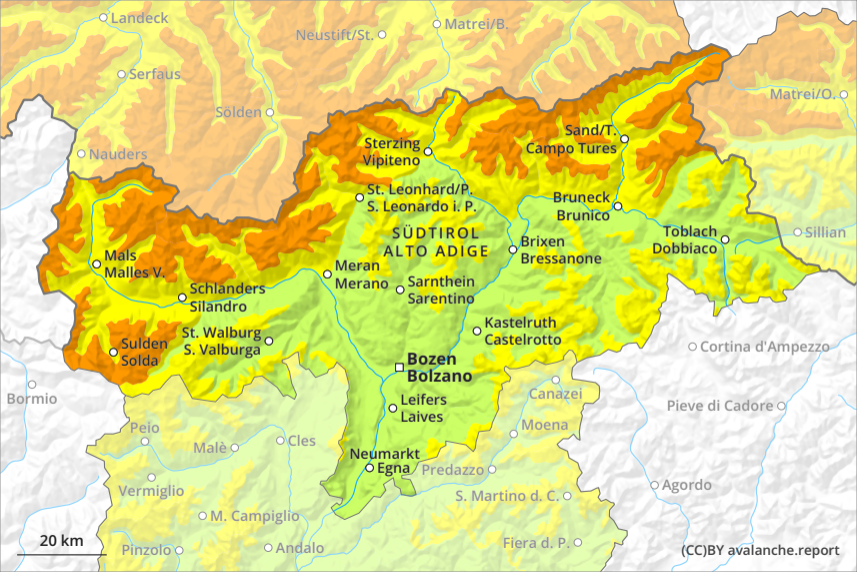 Landeck
Matrei/B.
Neustift/St.
Serfaus
Matrei/O.
Sölden
Sand/T.
Campo Tures
Sterzing
Vipiteno
Nauders
St. Leonhard/P.
S. Leonardo i. P.
Bruneck
Brunico
SÜDTIROL
ALTO ADIGE
Toblach
Dobbiaco
Sillian
Brixen
Bressanone
Mals
Malles V.
Meran
Merano
Schlanders
Silandro
Sarnthein
Sarentino
Kastelruth
Castelrotto
St. Walburg
S. Valburga
Sulden
Solda
Cortina d'Ampezzo
Bozen
Bolzano
Bormio
Canazei
Leifers
Laives
Pieve di Cadore
Peio
Moena
Cles
Malè
Neumarkt
Egna
Predazzo
Vermiglio
Agordo
S. Martino d. C.
M. Campiglio
20 km
Pinzolo
Andalo
Fiera d. P.
(CC)BY avalanche.report